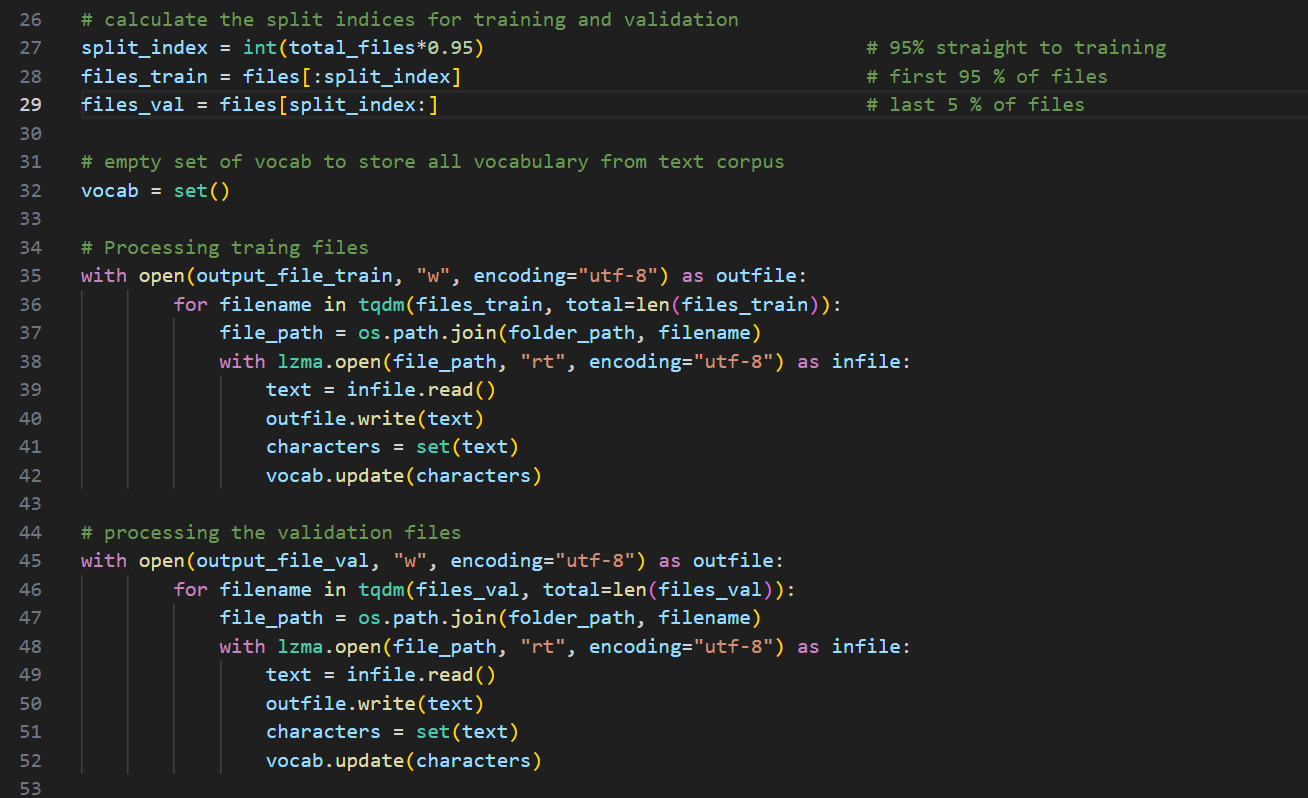 26 # calculate the split indices for training and validation
27 split_index = int(total_files*0.95) # 95% straight to training
28 files_train = files[:split_index] # first 95 % of files
29 files_val = files[split_index:] # last 5 % of files
30
31 # empty set of vocab to store all vocabulary from text corpus
32 vocab = set()
33
34 # Processing traing files
35 with open(output_file_train, "w", encoding="utf-8") as outfile:
36         for filename in tqdm(files_train, total=len(files_train)):
37             file_path = os.path.join(folder_path, filename)
38             with lzma.open(file_path, "rt", encoding="utf-8") as infile:
39                 text = infile.read()
40                 outfile.write(text)
41                 characters = set(text)
42                 vocab.update(characters)
43
44 # processing the validation files
45 with open(output_file_val, "w", encoding="utf-8") as outfile:
46         for filename in tqdm(files_val, total=len(files_val)):
47             file_path = os.path.join(folder_path, filename)
48             with lzma.open(file_path, "rt", encoding="utf-8") as infile:
49                 text = infile.read()
50                 outfile.write(text)
51                 characters = set(text)
52                 vocab.update(characters)
53